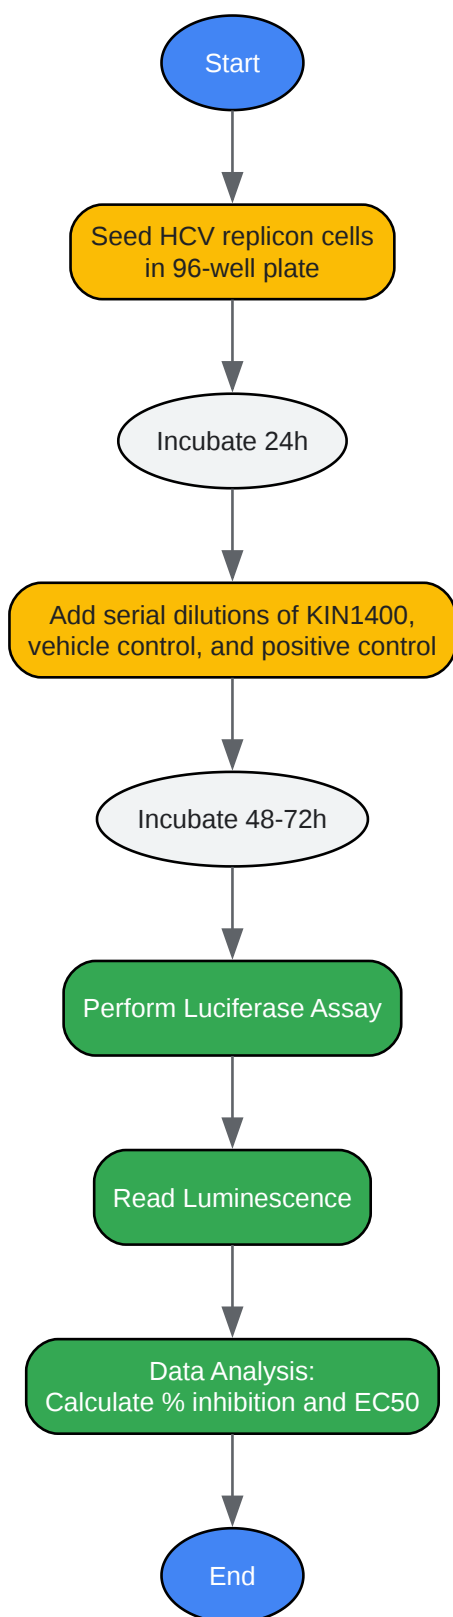 Start
Seed HCV replicon cells
in 96-well plate
Incubate 24h
Add serial dilutions of KIN1400,
vehicle control, and positive control
Incubate 48-72h
Perform Luciferase Assay
Read Luminescence
Data Analysis:
Calculate % inhibition and EC50
End